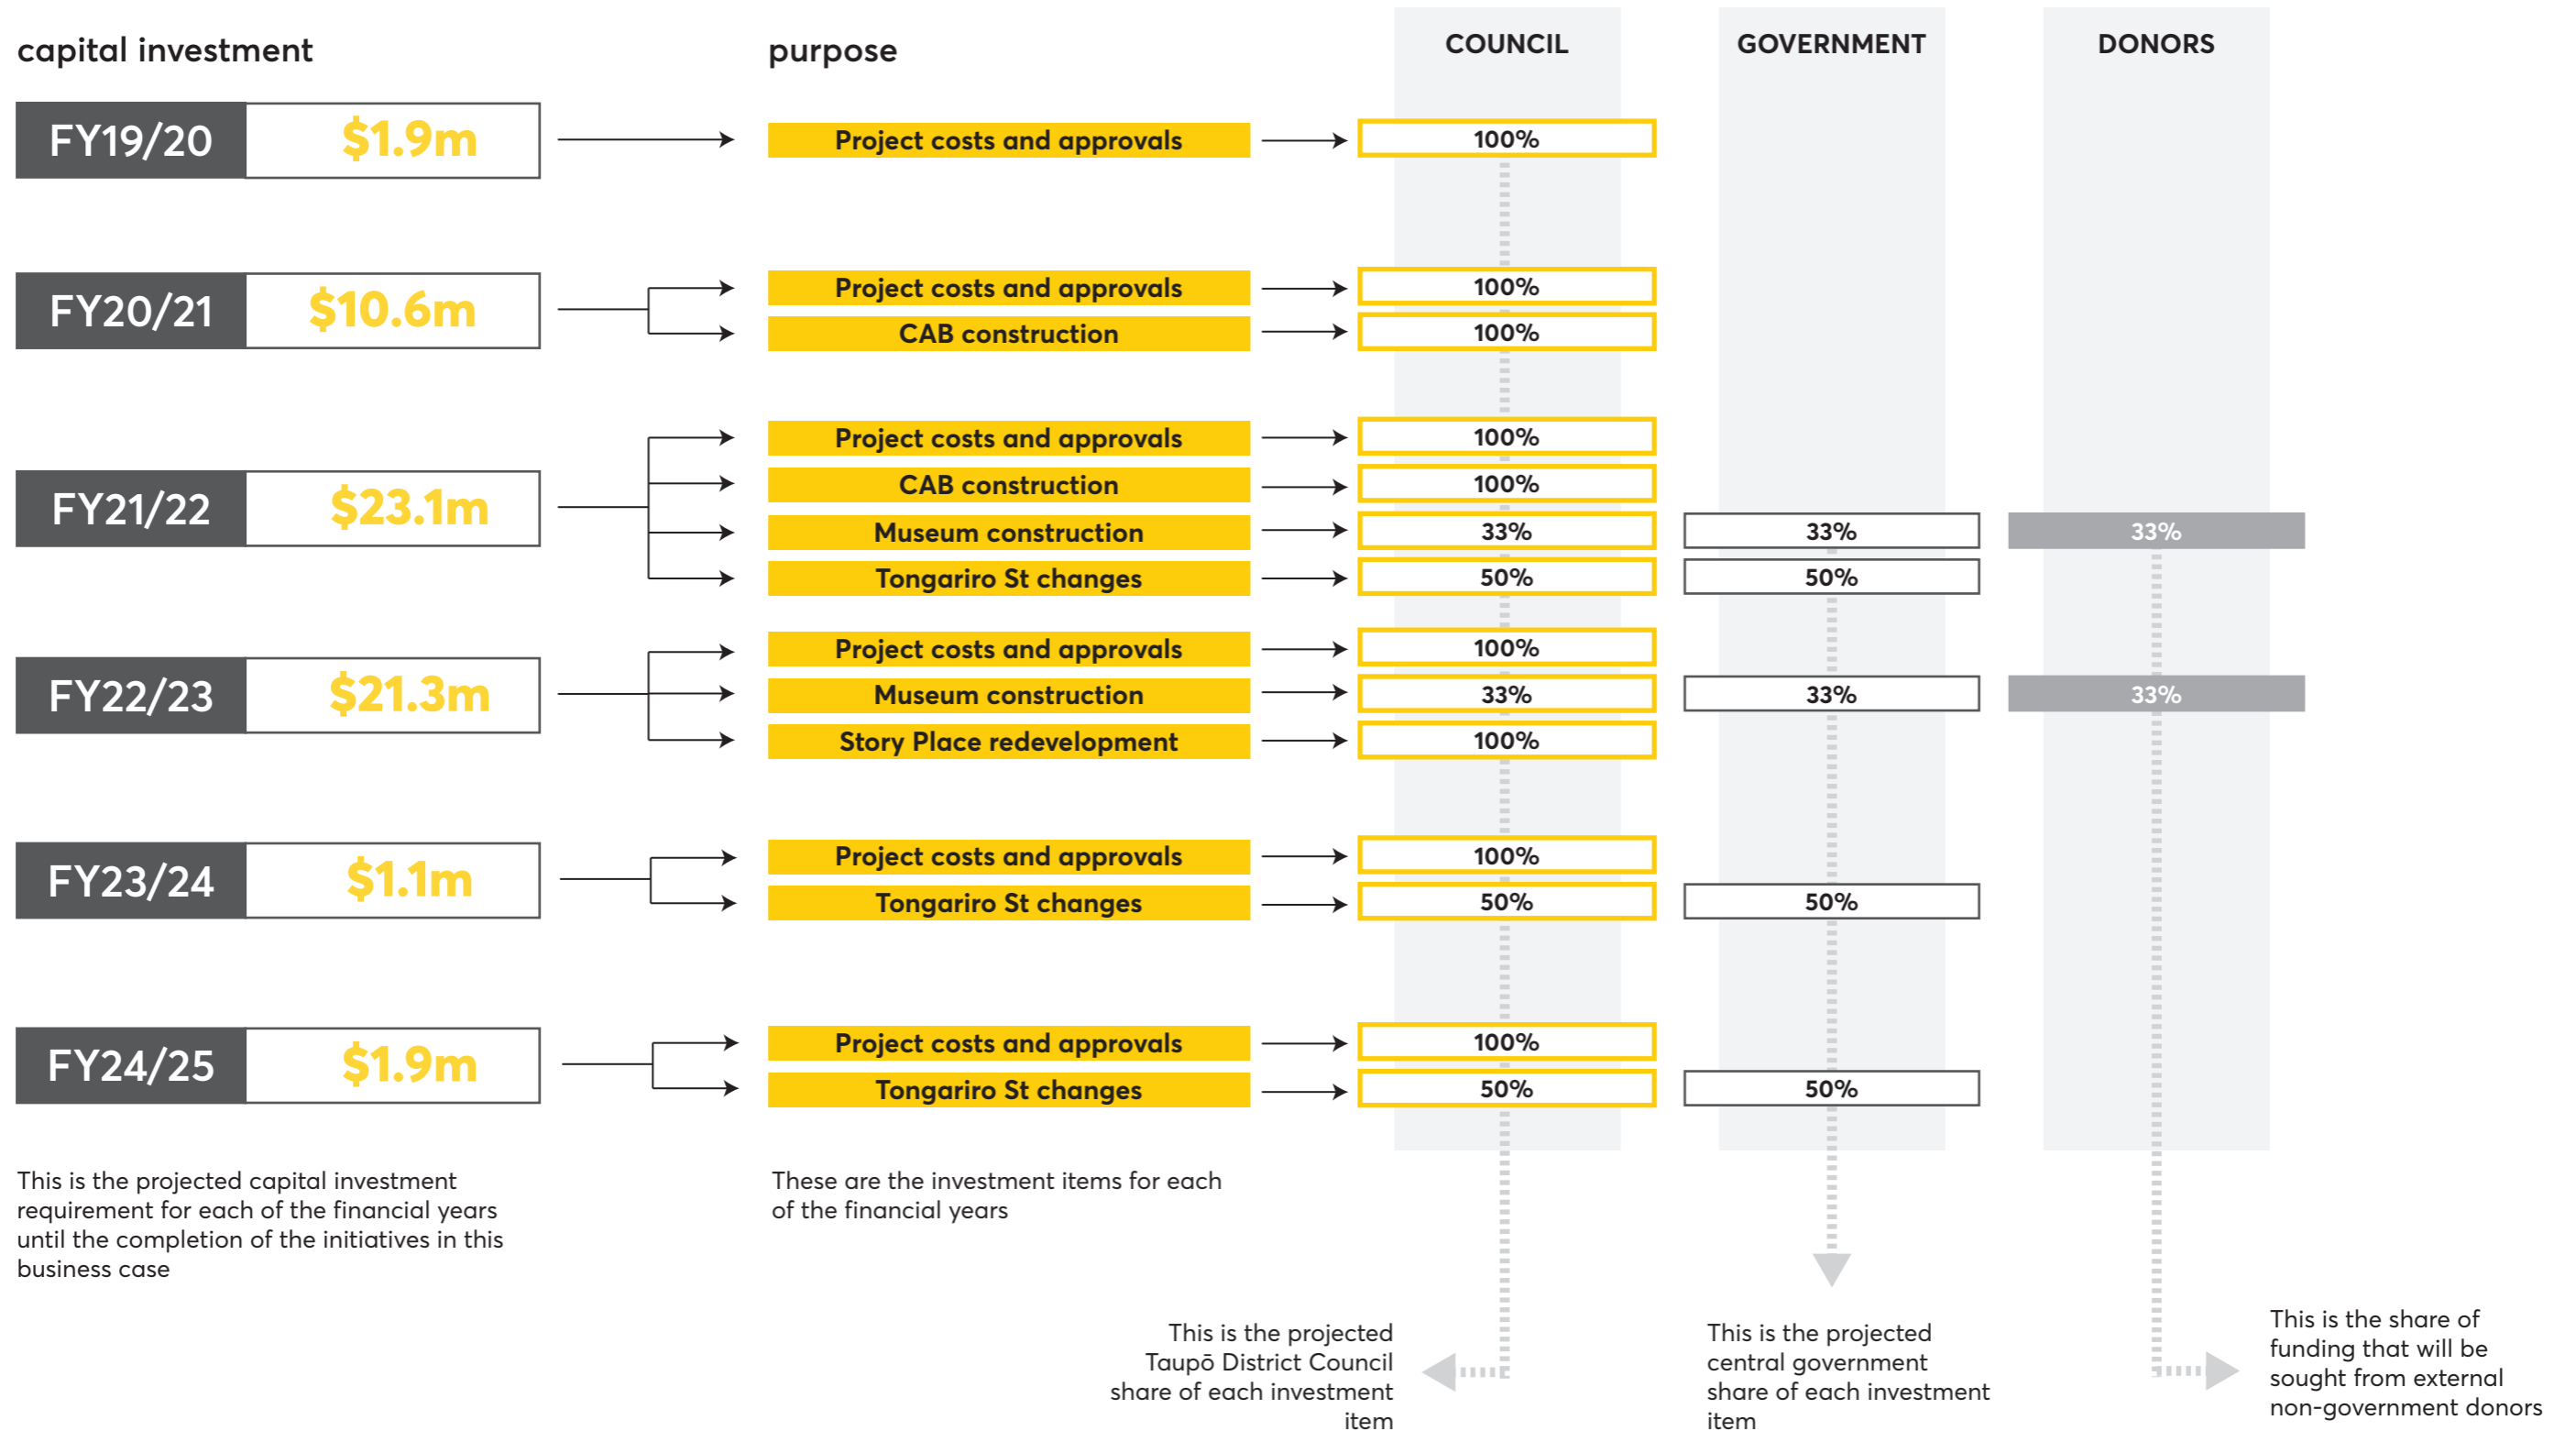 capital investment
purpose
COUNCIL
GOVERNMENT
DONORS
FY19/20 $1.9m
Project costs and approvals
100%
FY20/21 $10.6m
Project costs and approvals
100%
CAB construction
100%
FY21/22 $23.1m
Project costs and approvals
100%
CAB construction
100%
Museum construction
33%
33%
33%
Tongariro St changes
50%
50%
FY22/23 $21.3m
Project costs and approvals
100%
Museum construction
33%
33%
33%
Story Place redevelopment
100%
FY23/24 $1.1m
Project costs and approvals
100%
Tongariro St changes
50%
50%
FY24/25 $1.9m
Project costs and approvals
100%
Tongariro St changes
50%
50%
This is the projected capital investment
requirement for each of the financial years
until the completion of the initiatives in this
business case
These are the investment items for each
of the financial years
This is the projected
Taupō District Council
share of each investment
item
This is the projected
central government
share of each investment
item
This is the share of
funding that will be
sought from external
non-government donors